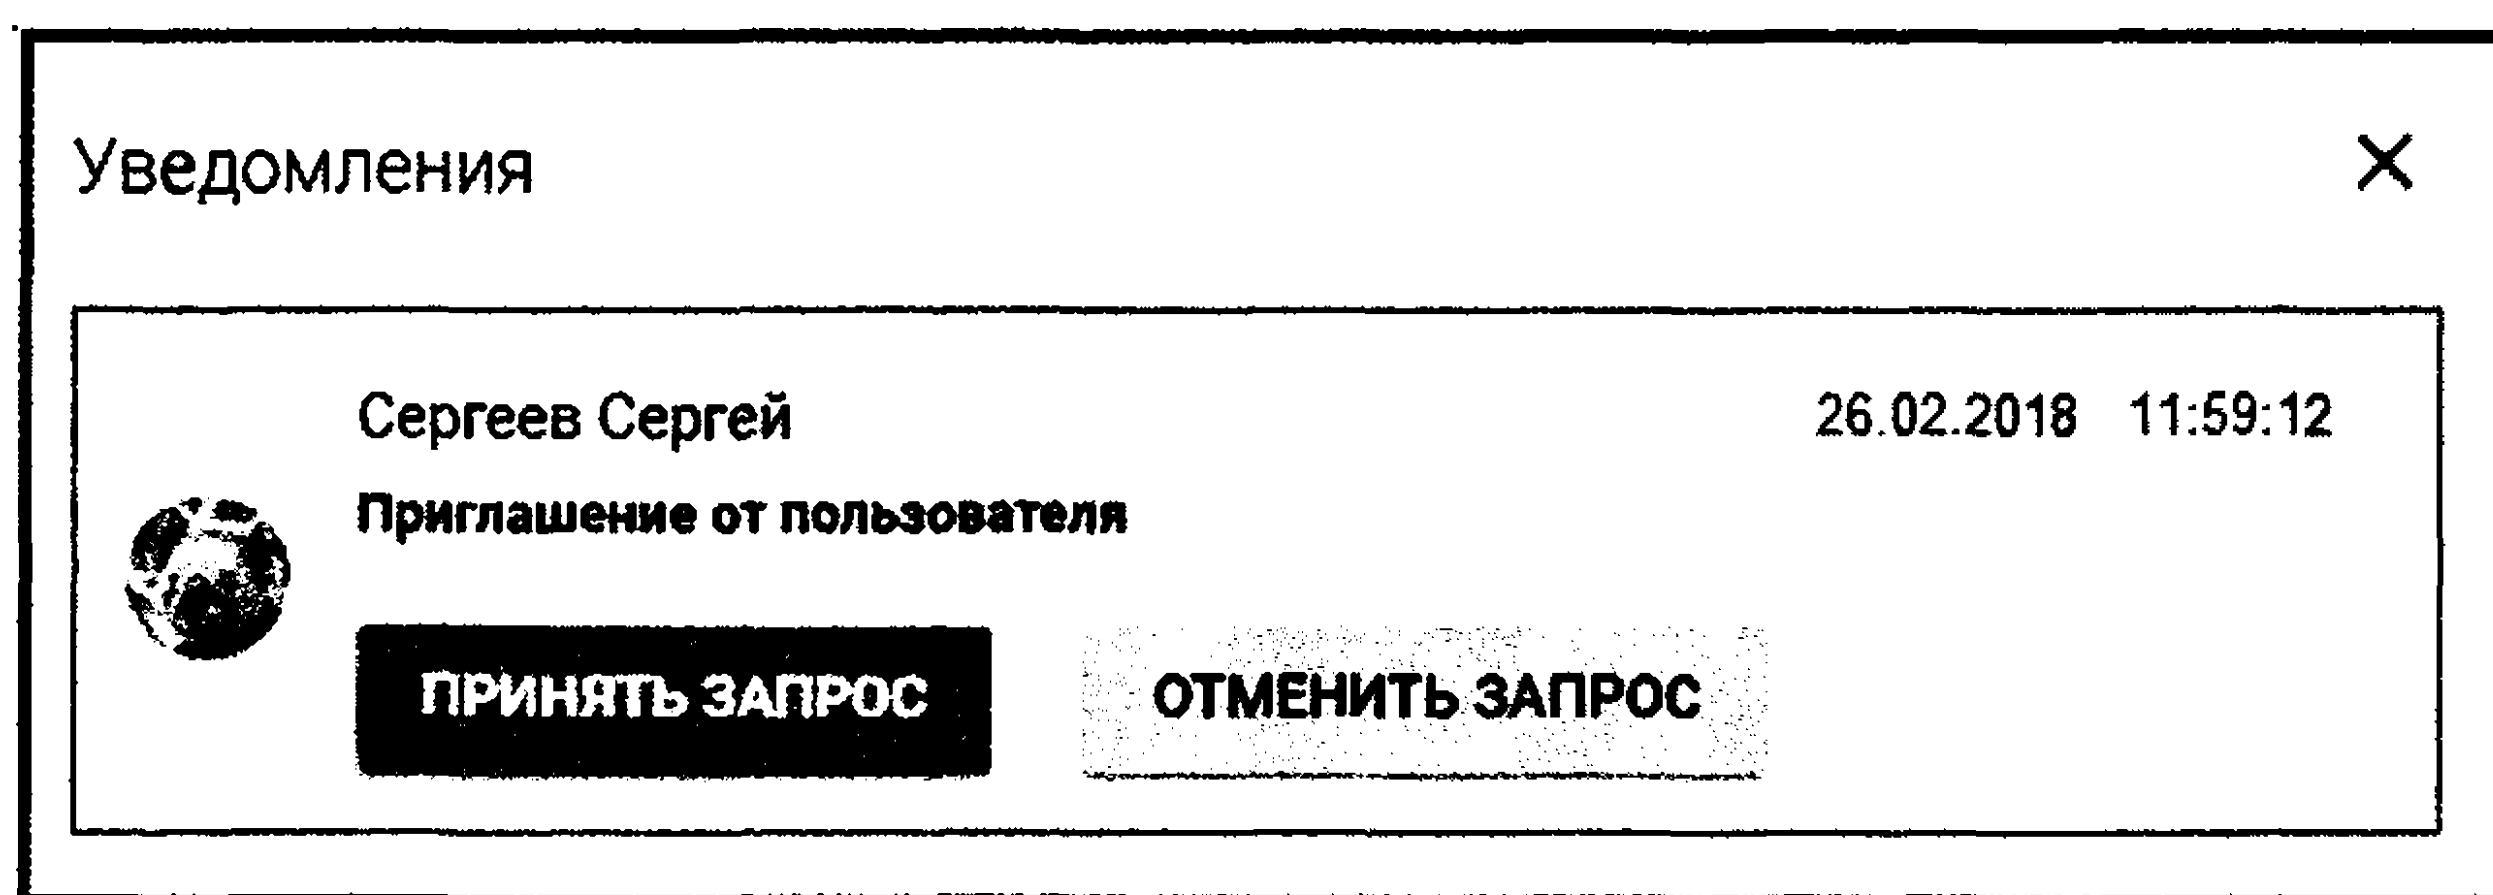 Уведомления ×
Сергеев Сергей 26.02.2018 11:59:12
Приглашение от пользователя
ПРИНЯТЬ ЗАПРОС ОТМЕНИТЬ ЗАПРОС